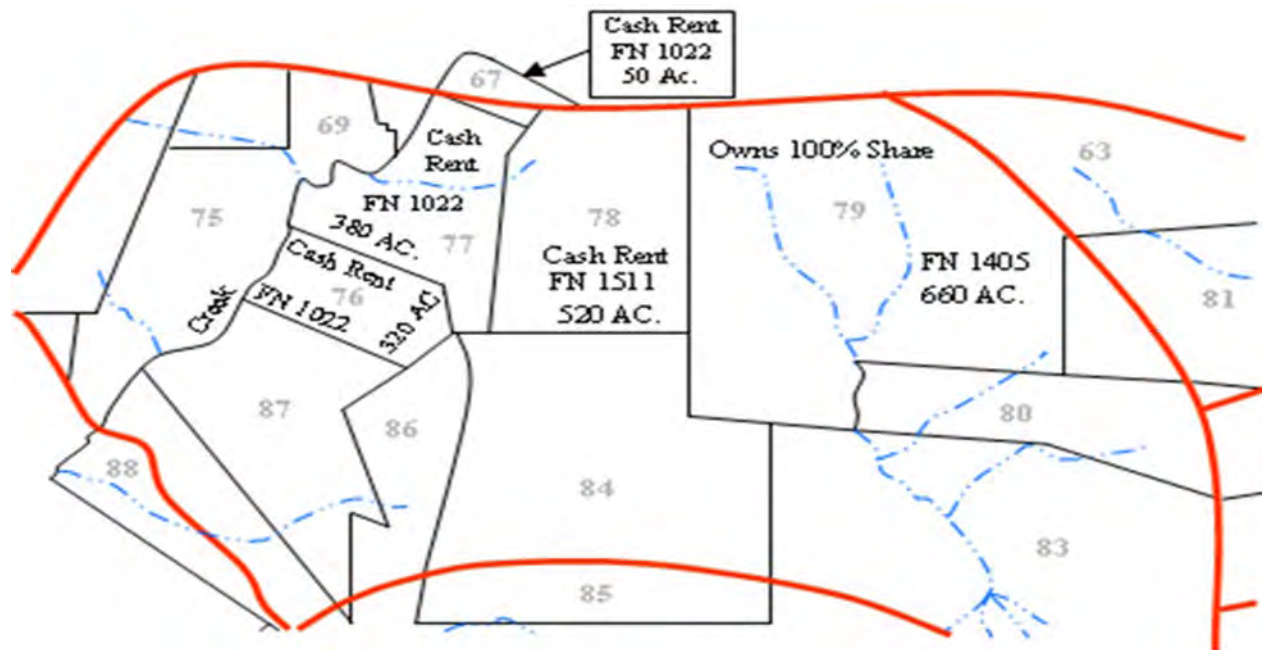 Cash Rent
FN 1022
50 Ac.
67
69
Cash
Rent
63
Owns 100% Share
75
FN 1022
380 AC.
77
78
79
Cash Rent
FN 1511
520 AC.
FN 1405
660 AC.
81
Cash Rent
76
FN 1022
320 AC
Creek
87
86
80
88
84
83
85